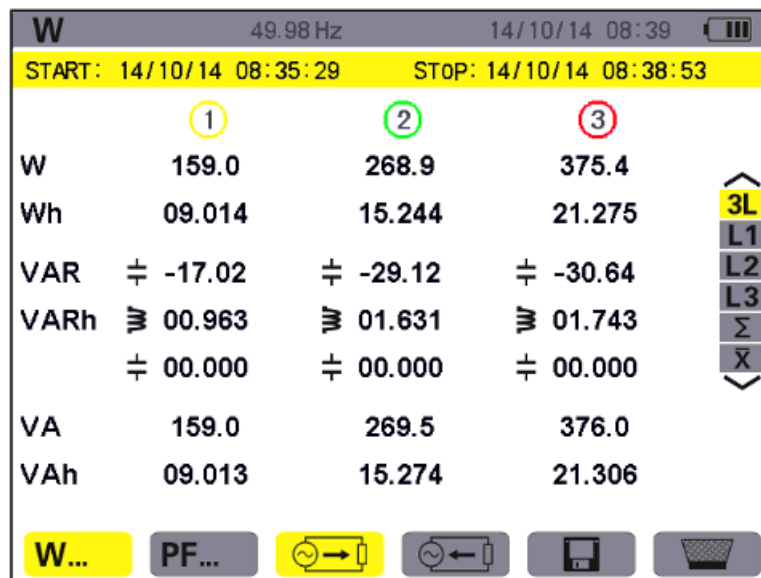 W 49.98 Hz 14/10/14 08:39
START: 14/10/14 08:35:29 STOP: 14/10/14 08:38:53
1 2 3
W 159.0 268.9 375.4
Wh 09.014 15.244 21.275
VAR -17.02 -29.12 -30.64
VARh 00.963 01.631 01.743
00.000 00.000 00.000
VA 159.0 269.5 376.0
VAh 09.013 15.274 21.306
3L
L1
L2
L3
Σ
x̅
W... PF...